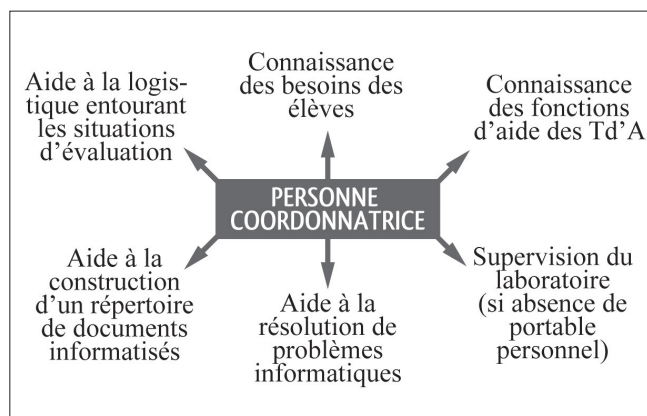 Aide à la logis-
tique entourant
les situations
d'évaluation
Connaissance
des besoins des
élèves
Connaissance
des fonctions
d'aide des Td'A
PERSONNE
COORDONNATRICE
Aide à la
construction
d'un répertoire
de documents
informatisés
Aide à la
résolution de
problèmes
informatiques
Supervision du
laboratoire
(si absence de
portable
personnel)